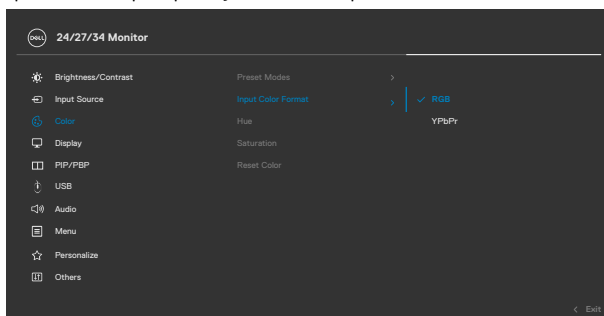 DELL 24/27/34 Monitor
Brightness/Contrast Preset Modes >
Input Source Input Color Format > ✓ RGB
Color Hue YPbPr
Display Saturation
PIP/PBP Reset Color
USB
Audio
Menu
Personalize
Others
< Exit